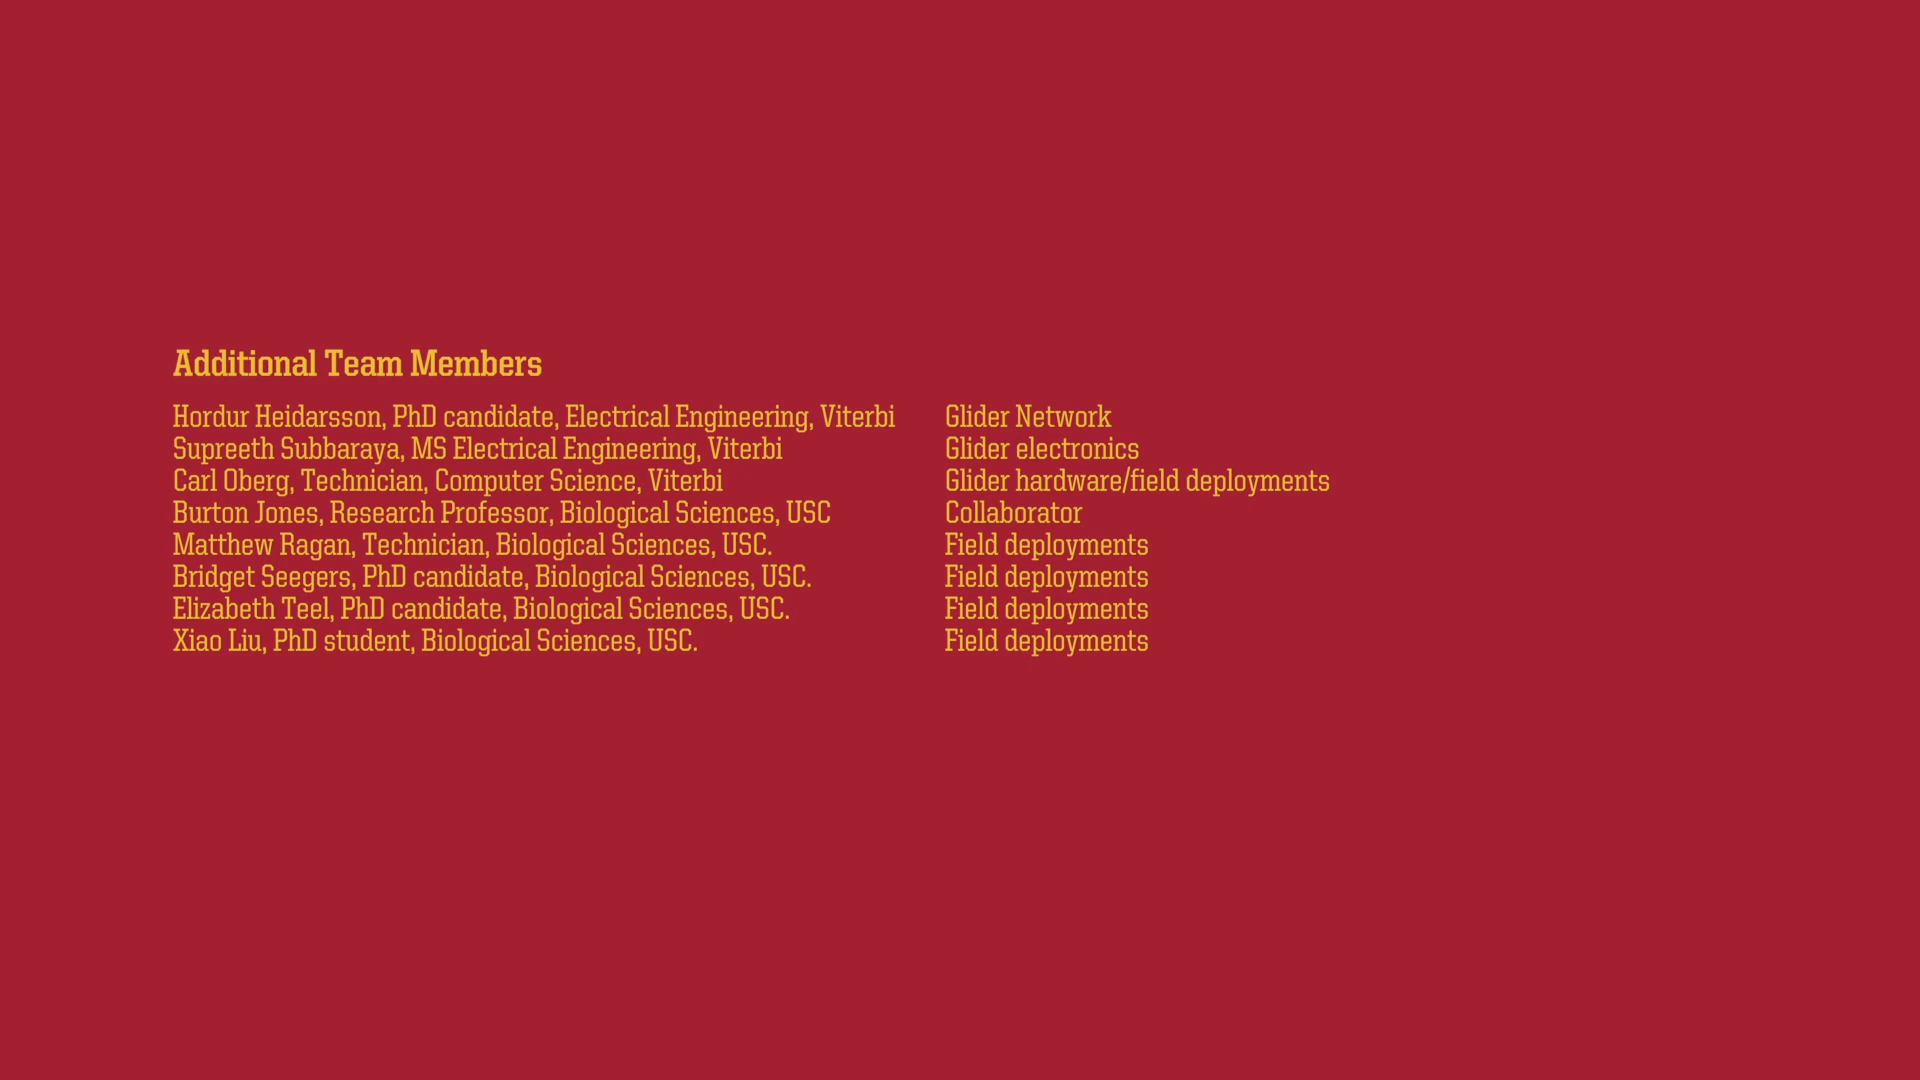 Additional Team Members
Hordur Heidarsson, PhD candidate, Electrical Engineering, Viterbi Glider Network
Supreeth Subbaraya, MS Electrical Engineering, Viterbi Glider electronics
Carl Oberg, Technician, Computer Science, Viterbi Glider hardware/field deployments
Burton Jones, Research Professor, Biological Sciences, USC Collaborator
Matthew Ragan, Technician, Biological Sciences, USC. Field deployments
Bridget Seegers, PhD candidate, Biological Sciences, USC. Field deployments
Elizabeth Teel, PhD candidate, Biological Sciences, USC. Field deployments
Xiao Liu, PhD student, Biological Sciences, USC. Field deployments